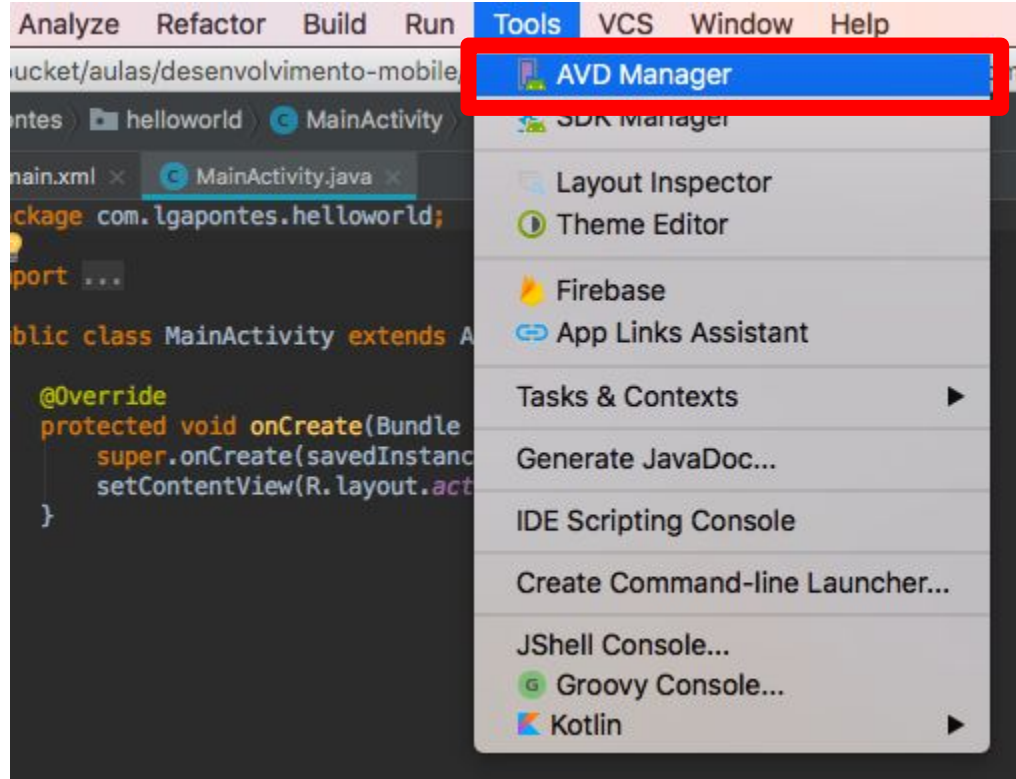 Analyze Refactor Build Run Tools VCS Window Help
ucket/aulas/desenvolvimento-mobile/
AVD Manager
ntes helloworld MainActivity
SDK Manager
main.xml MainActivity.java
Layout Inspector
ckage com.lgapontes.helloworld;
Theme Editor
port ...
Firebase
blic class MainActivity extends A
App Links Assistant
@Override
Tasks & Contexts
protected void onCreate(Bundle
super.onCreate(savedInstanc
Generate JavaDoc...
setContentView(R.layout.act
}
IDE Scripting Console
Create Command-line Launcher...
JShell Console...
G Groovy Console...
Kotlin